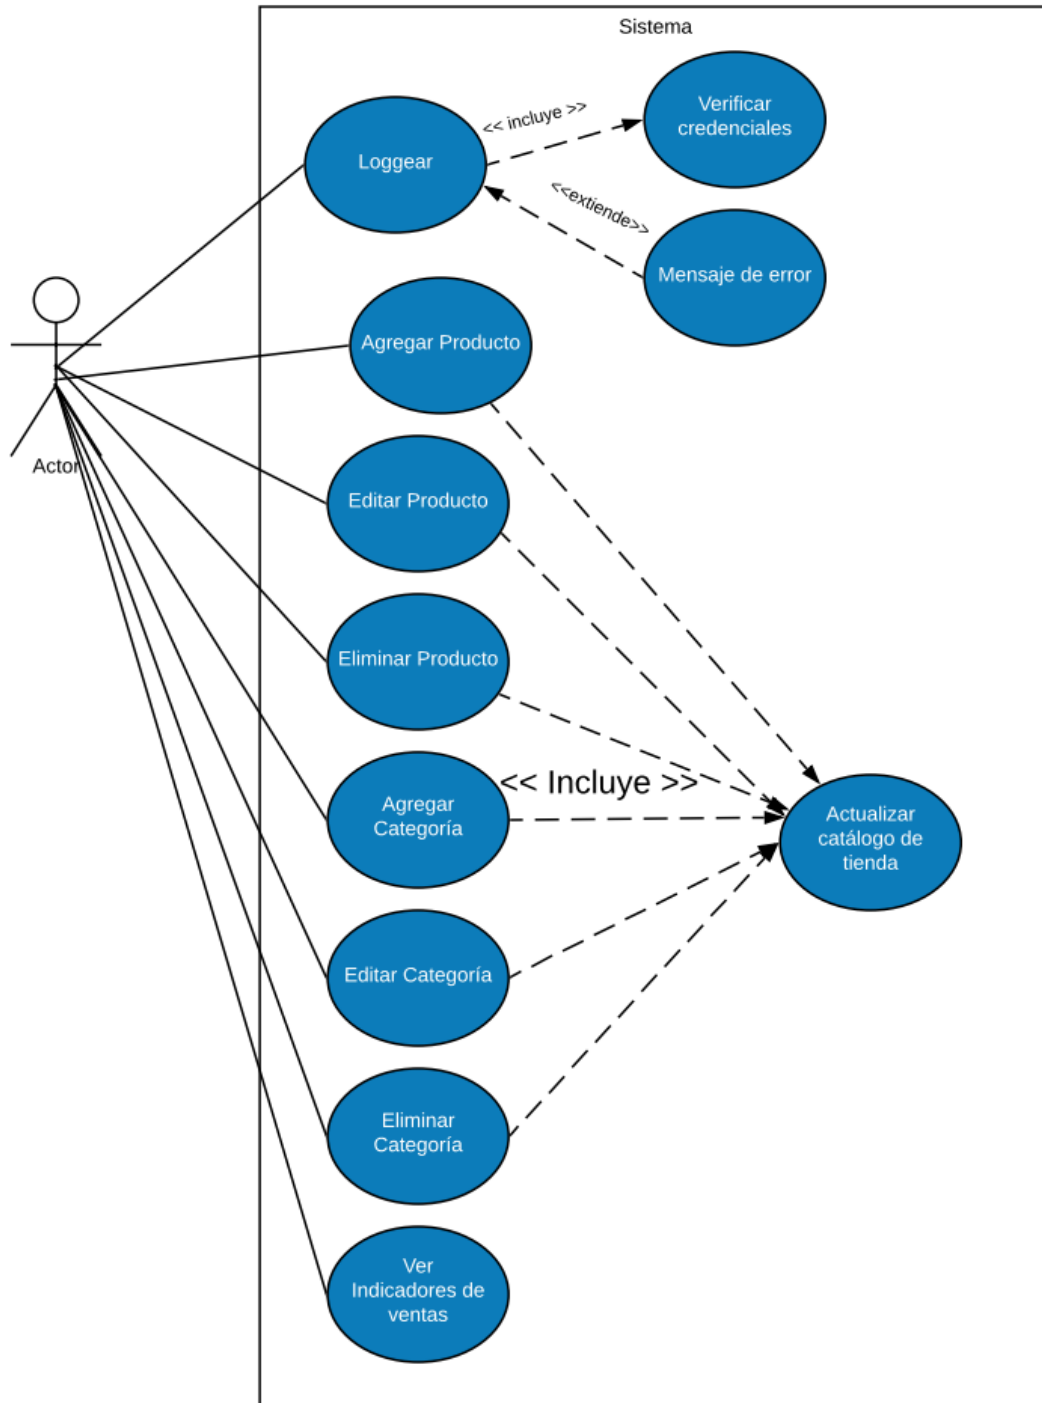 Sistema
Verificar
credenciales
<< incluye >>
Loggear
<<extiende>>
Mensaje de error
Agregar Producto
Actor
Editar Producto
Eliminar Producto
<< Incluye >>
Agregar
Categoría
Actualizar
catálogo de
tienda
Editar Categoría
Eliminar
Categoría
Ver
Indicadores de
ventas